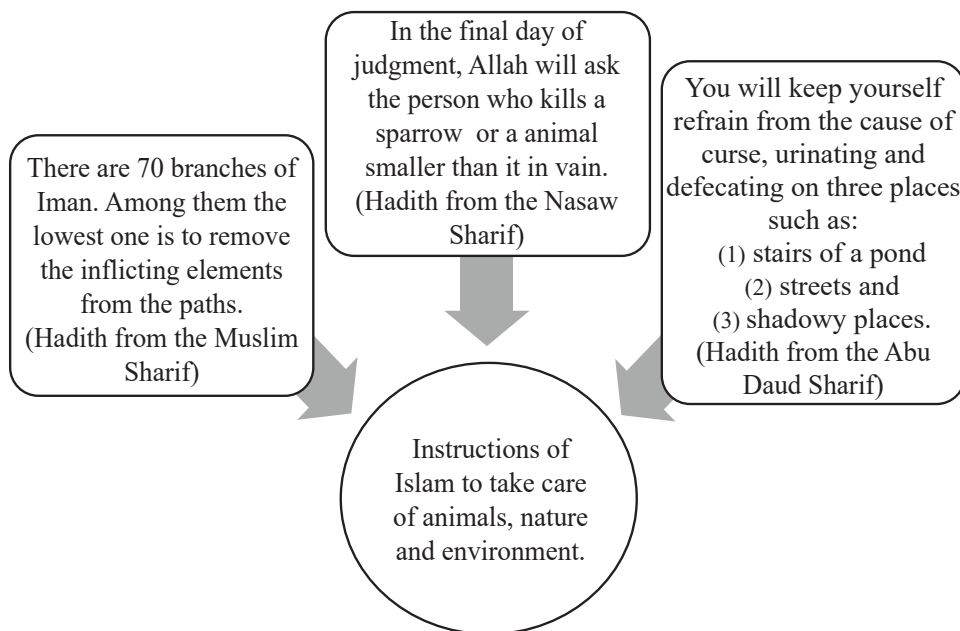 There are 70 branches of
Iman. Among them the
lowest one is to remove
the inflicting elements
from the paths.
(Hadith from the Muslim
Sharif)
In the final day of
judgment, Allah will ask
the person who kills a
sparrow or a animal
smaller than it in vain.
(Hadith from the Nasaw
Sharif)
You will keep yourself
refrain from the cause of
curse, urinating and
defecating on three places
such as:
(1) stairs of a pond
(2) streets and
(3) shadowy places.
(Hadith from the Abu
Daud Sharif)
Instructions of
Islam to take care
of animals, nature
and environment.